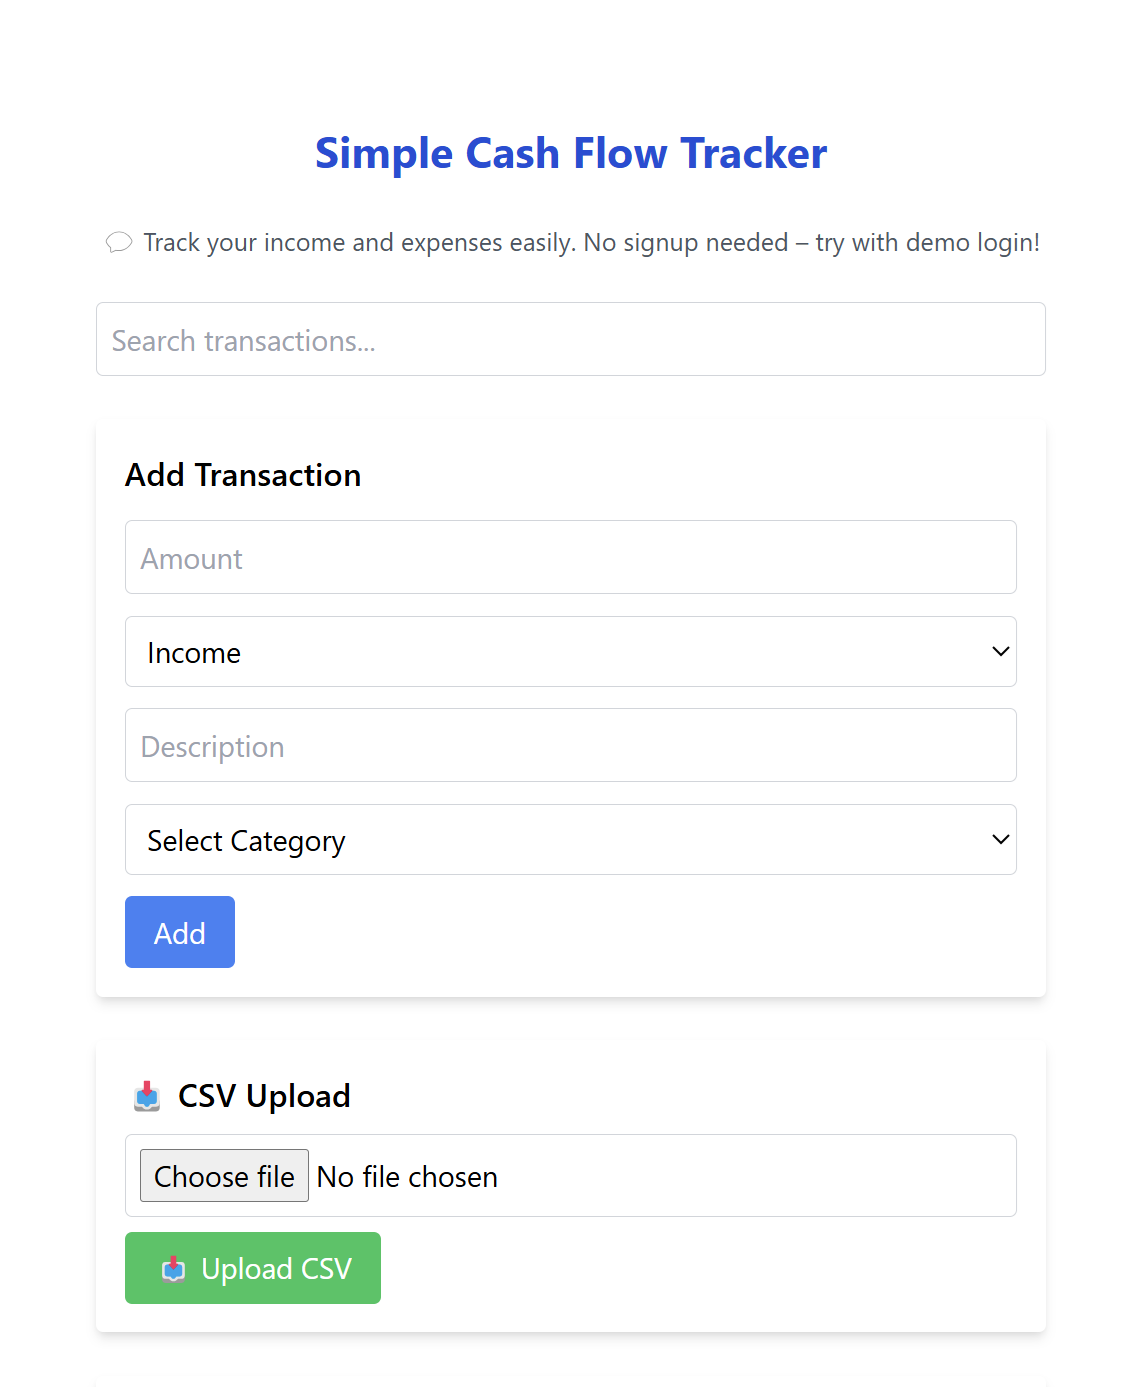 Simple Cash Flow Tracker
💬 Track your income and expenses easily. No signup needed – try with demo login!
Search transactions...
Add Transaction
Amount
Income
Description
Select Category
Add
📥 CSV Upload
Choose file No file chosen
📥 Upload CSV